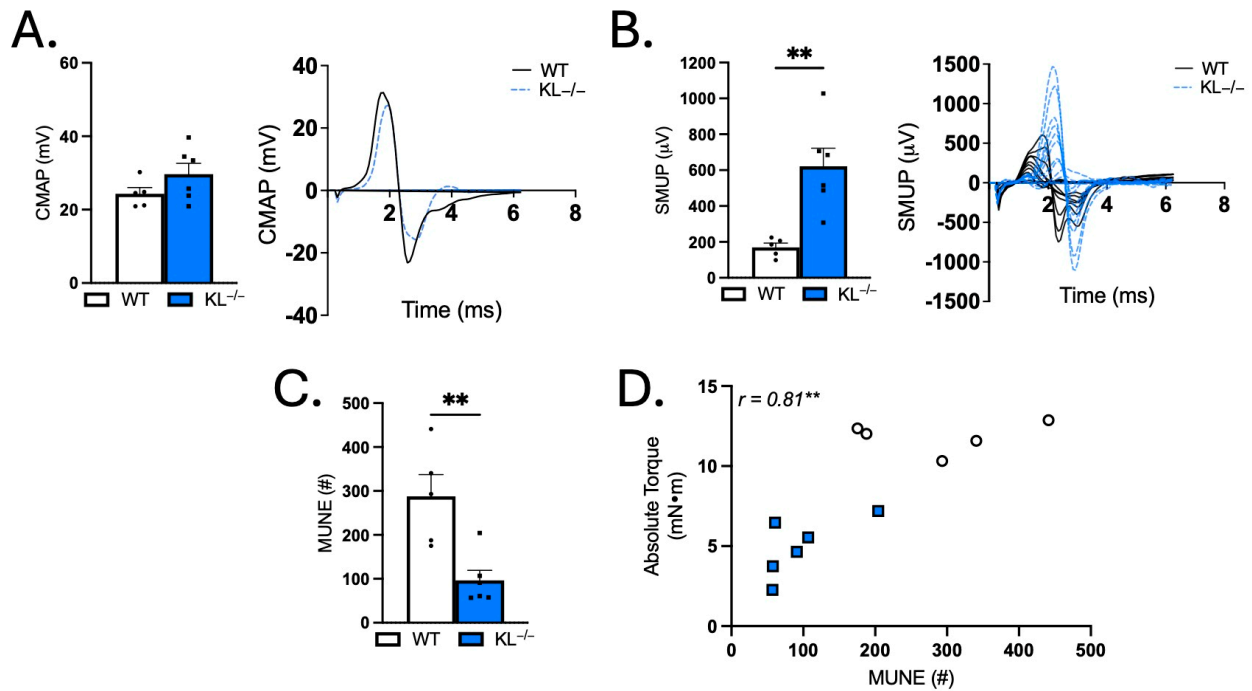 A.
60
40
20
0
CMAP (mV)
WT
KL⁻/⁻
40
20
0
-20
-40
CMAP (mV)
2
4
6
8
Time (ms)
WT
KL–/–
B.
**
1200
1000
800
600
400
200
0
SMUP (μV)
WT
KL⁻/⁻
1500
1000
500
0
-500
-1000
-1500
SMUP (μV)
2
4
6
8
Time (ms)
WT
KL–/–
C.
**
500
400
300
200
100
0
MUNE (#)
WT
KL⁻/⁻
D.
r = 0.81**
15
10
5
0
Absolute Torque
(mN•m)
0
100
200
300
400
500
MUNE (#)